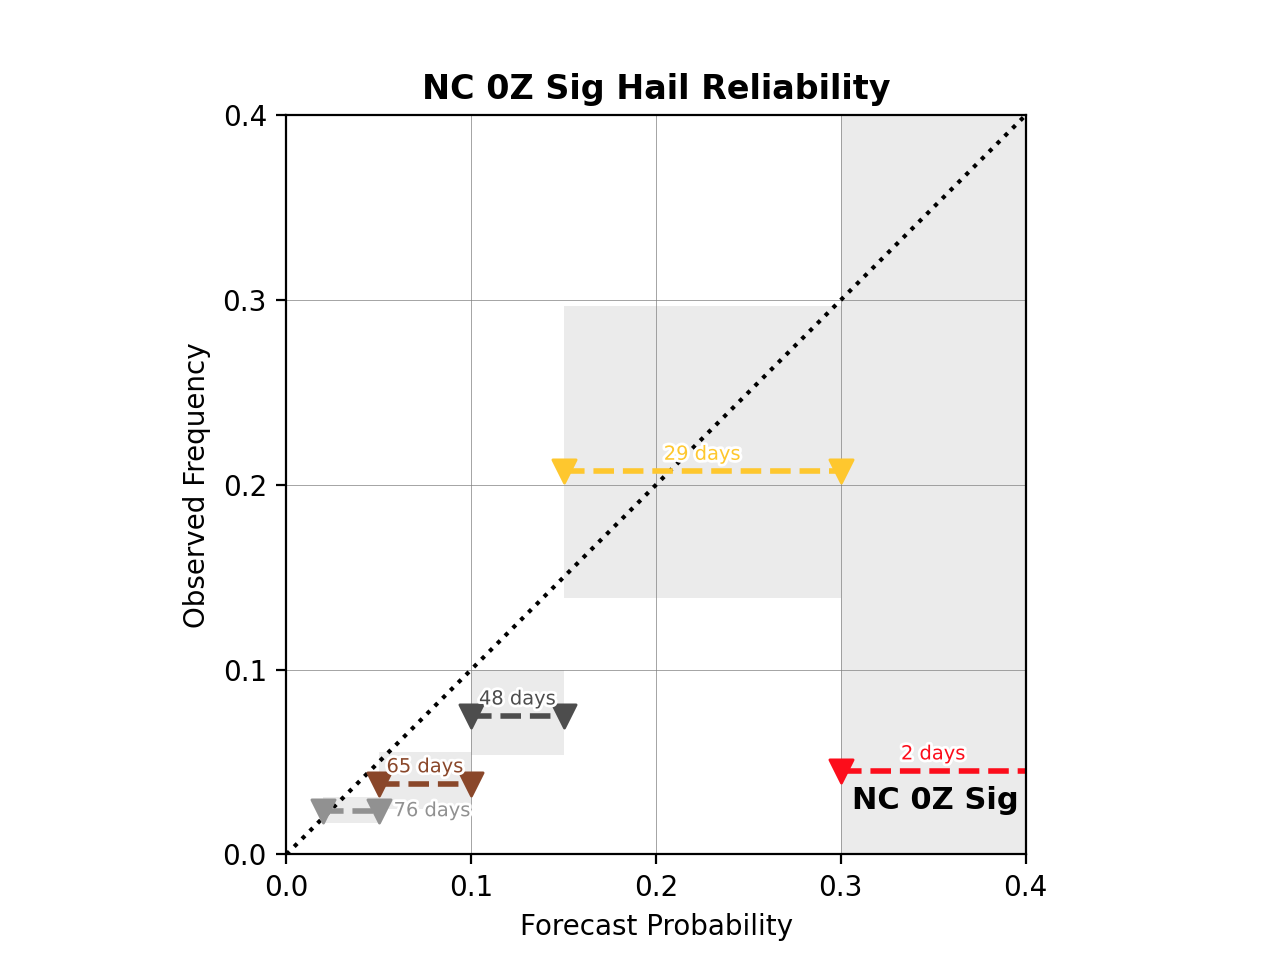 NC 0Z Sig Hail Reliability
0.4
0.3
0.2
0.1
0.0
Observed Frequency
29 days
48 days
2 days
65 days
NC 0Z Sig
76 days
0.0 0.1 0.2 0.3 0.4
Forecast Probability